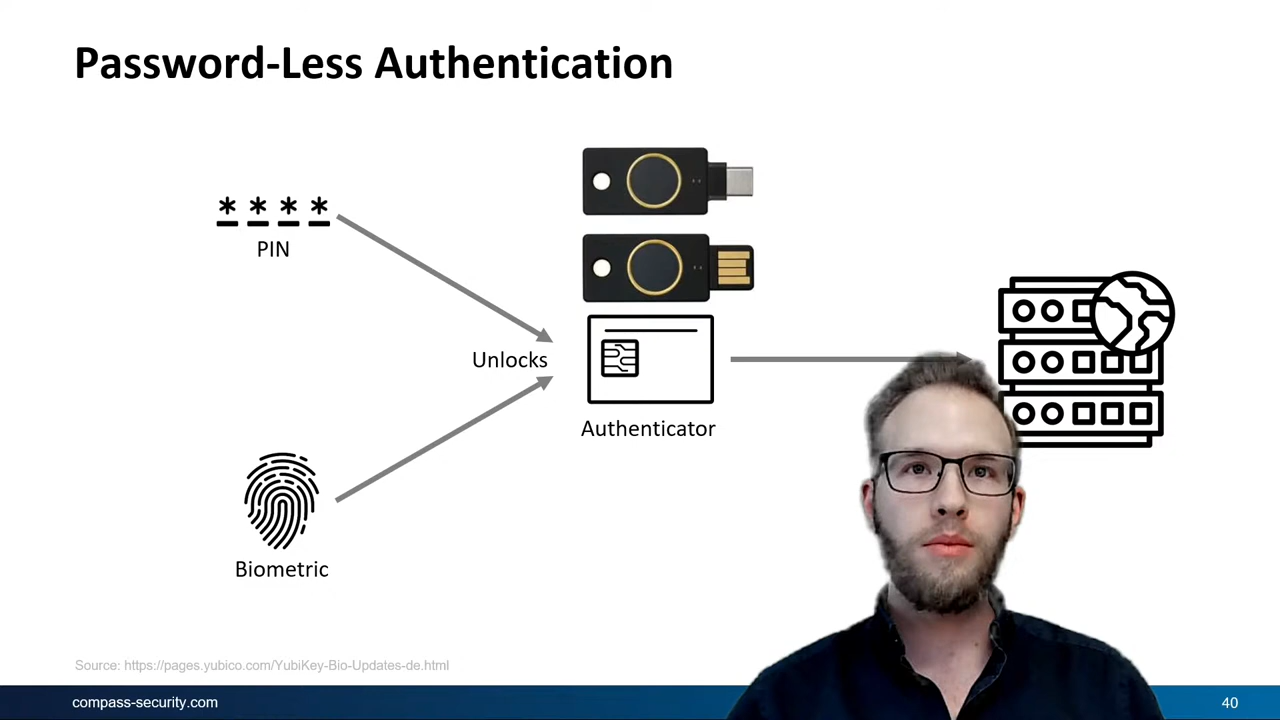 Password-Less Authentication
* * * *
PIN
Unlocks
Authenticator
Biometric
Source: https://pages.yubico.com/YubiKey-Bio-Updates-de.html
compass-security.com
40